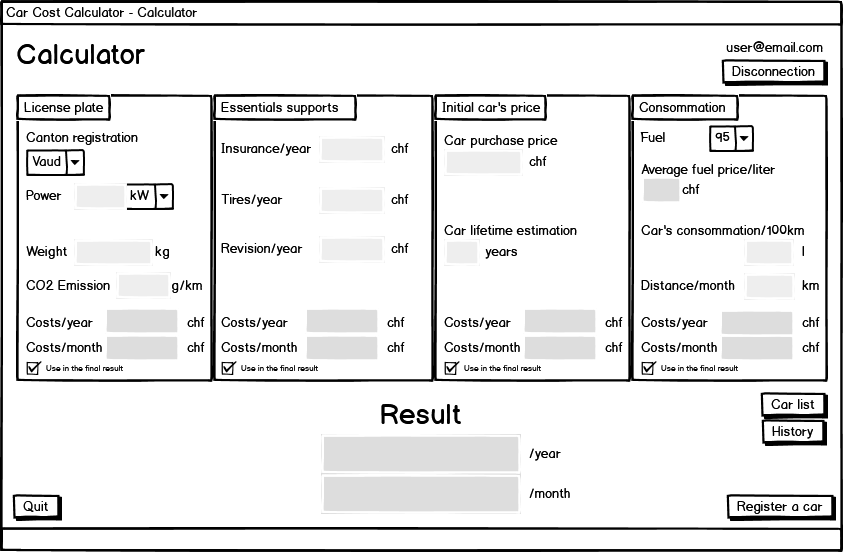 Car Cost Calculator - Calculator
Calculator
user@email.com
Disconnection
License plate
Canton registration
Vaud
Power
kW
Weight
kg
CO2 Emission
g/km
Costs/year
chf
Costs/month
chf
Use in the final result
Essentials supports
Insurance/year
chf
Tires/year
chf
Revision/year
chf
Costs/year
chf
Costs/month
chf
Use in the final result
Initial car's price
Car purchase price
chf
Car lifetime estimation
years
Costs/year
chf
Costs/month
chf
Use in the final result
Consommation
Fuel
95
Average fuel price/liter
chf
Car's consommation/100km
l
Distance/month
km
Costs/year
chf
Costs/month
chf
Use in the final result
Car list
History
Result
/year
/month
Quit
Register a car